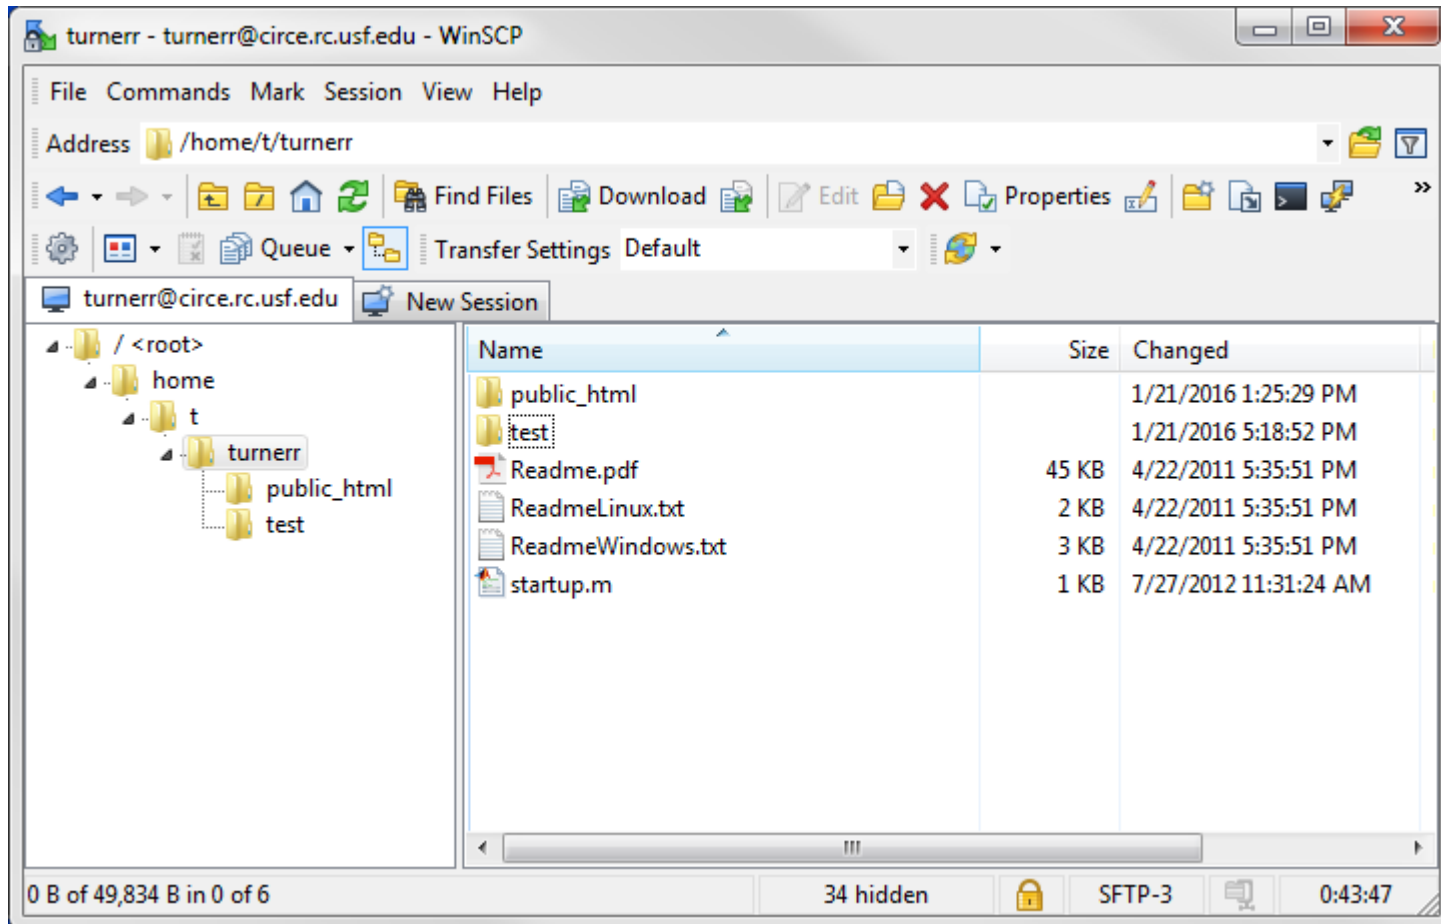 turnerr - turnerr@circe.rc.usf.edu - WinSCP
File Commands Mark Session View Help
Address /home/t/turnerr
Find Files Download Edit Properties »
Queue Transfer Settings Default
turnerr@circe.rc.usf.edu New Session
/ <root>
home
t
turnerr
public_html
test
Name Size Changed
public_html 1/21/2016 1:25:29 PM
test 1/21/2016 5:18:52 PM
Readme.pdf 45 KB 4/22/2011 5:35:51 PM
ReadmeLinux.txt 2 KB 4/22/2011 5:35:51 PM
ReadmeWindows.txt 3 KB 4/22/2011 5:35:51 PM
startup.m 1 KB 7/27/2012 11:31:24 AM
0 B of 49,834 B in 0 of 6 34 hidden SFTP-3 0:43:47